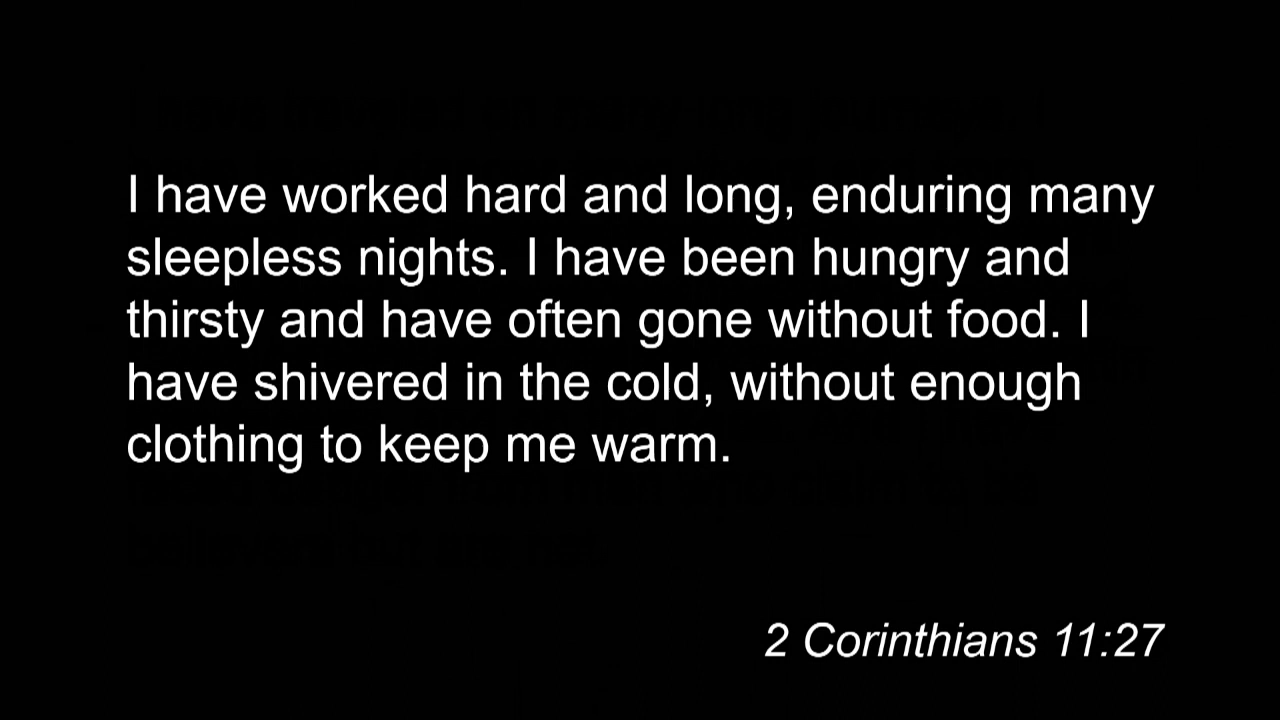 I have worked hard and long, enduring many
sleepless nights. I have been hungry and
thirsty and have often gone without food. I
have shivered in the cold, without enough
clothing to keep me warm.
2 Corinthians 11:27